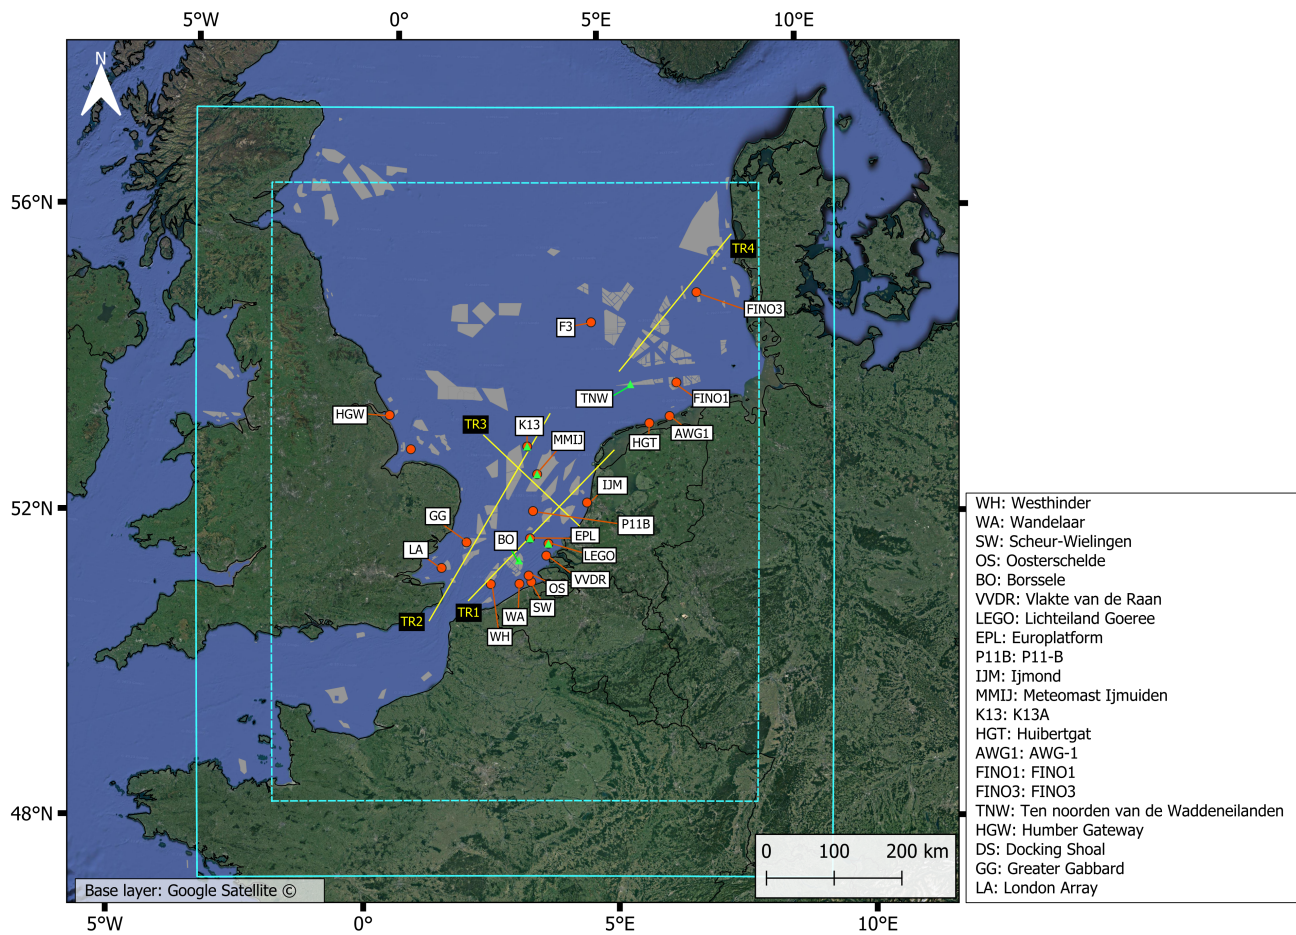 5°W 0° 5°E 10°E
N
56°N
TR4
FINO3
F3
TNW
FINO1
HGW
K13
TR3
AWG1
MMIJ
HGT
IJM
52°N
GG
P11B
BO
EPL
LA
LEGO
VVDR
OS
SW
TR1
WA
TR2
WH
48°N
0 100 200 km
Base layer: Google Satellite ©
5°W 0° 5°E 10°E
WH: Westhinder
WA: Wandelaar
SW: Scheur-Wielingen
OS: Oosterschelde
BO: Borssele
VVDR: Vlakte van de Raan
LEGO: Lichteiland Goeree
EPL: Europlatform
P11B: P11-B
IJM: Ijmond
MMIJ: Meteomast Ijmuiden
K13: K13A
HGT: Huibertgat
AWG1: AWG-1
FINO1: FINO1
FINO3: FINO3
TNW: Ten noorden van de Waddeneilanden
HGW: Humber Gateway
DS: Docking Shoal
GG: Greater Gabbard
LA: London Array